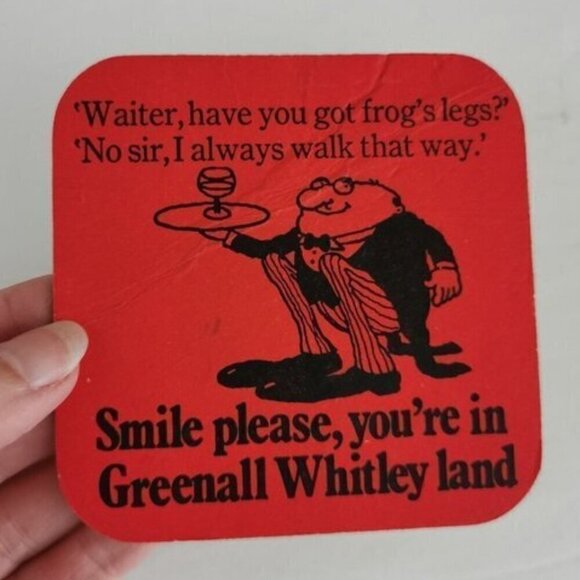 ‘Waiter, have you got frog's legs?’
‘No sir, I always walk that way.’
Smile please, you're in
Greenall Whitley land